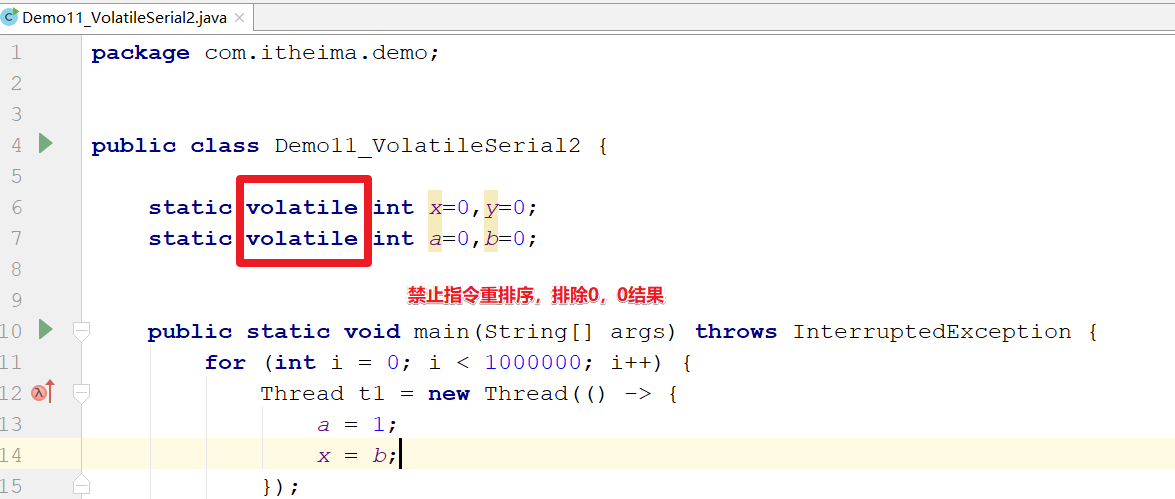 Demo11_VolatileSerial2.java
1 package com.itheima.demo;
2
3
4 public class Demo11_VolatileSerial2 {
5
6 static volatile int x=0,y=0;
7 static volatile int a=0,b=0;
8
9 禁止指令重排序，排除0，0结果
10 public static void main(String[] args) throws InterruptedException {
11 for (int i = 0; i < 1000000; i++) {
12 Thread t1 = new Thread(() -> {
13 a = 1;
14 x = b;
15 });